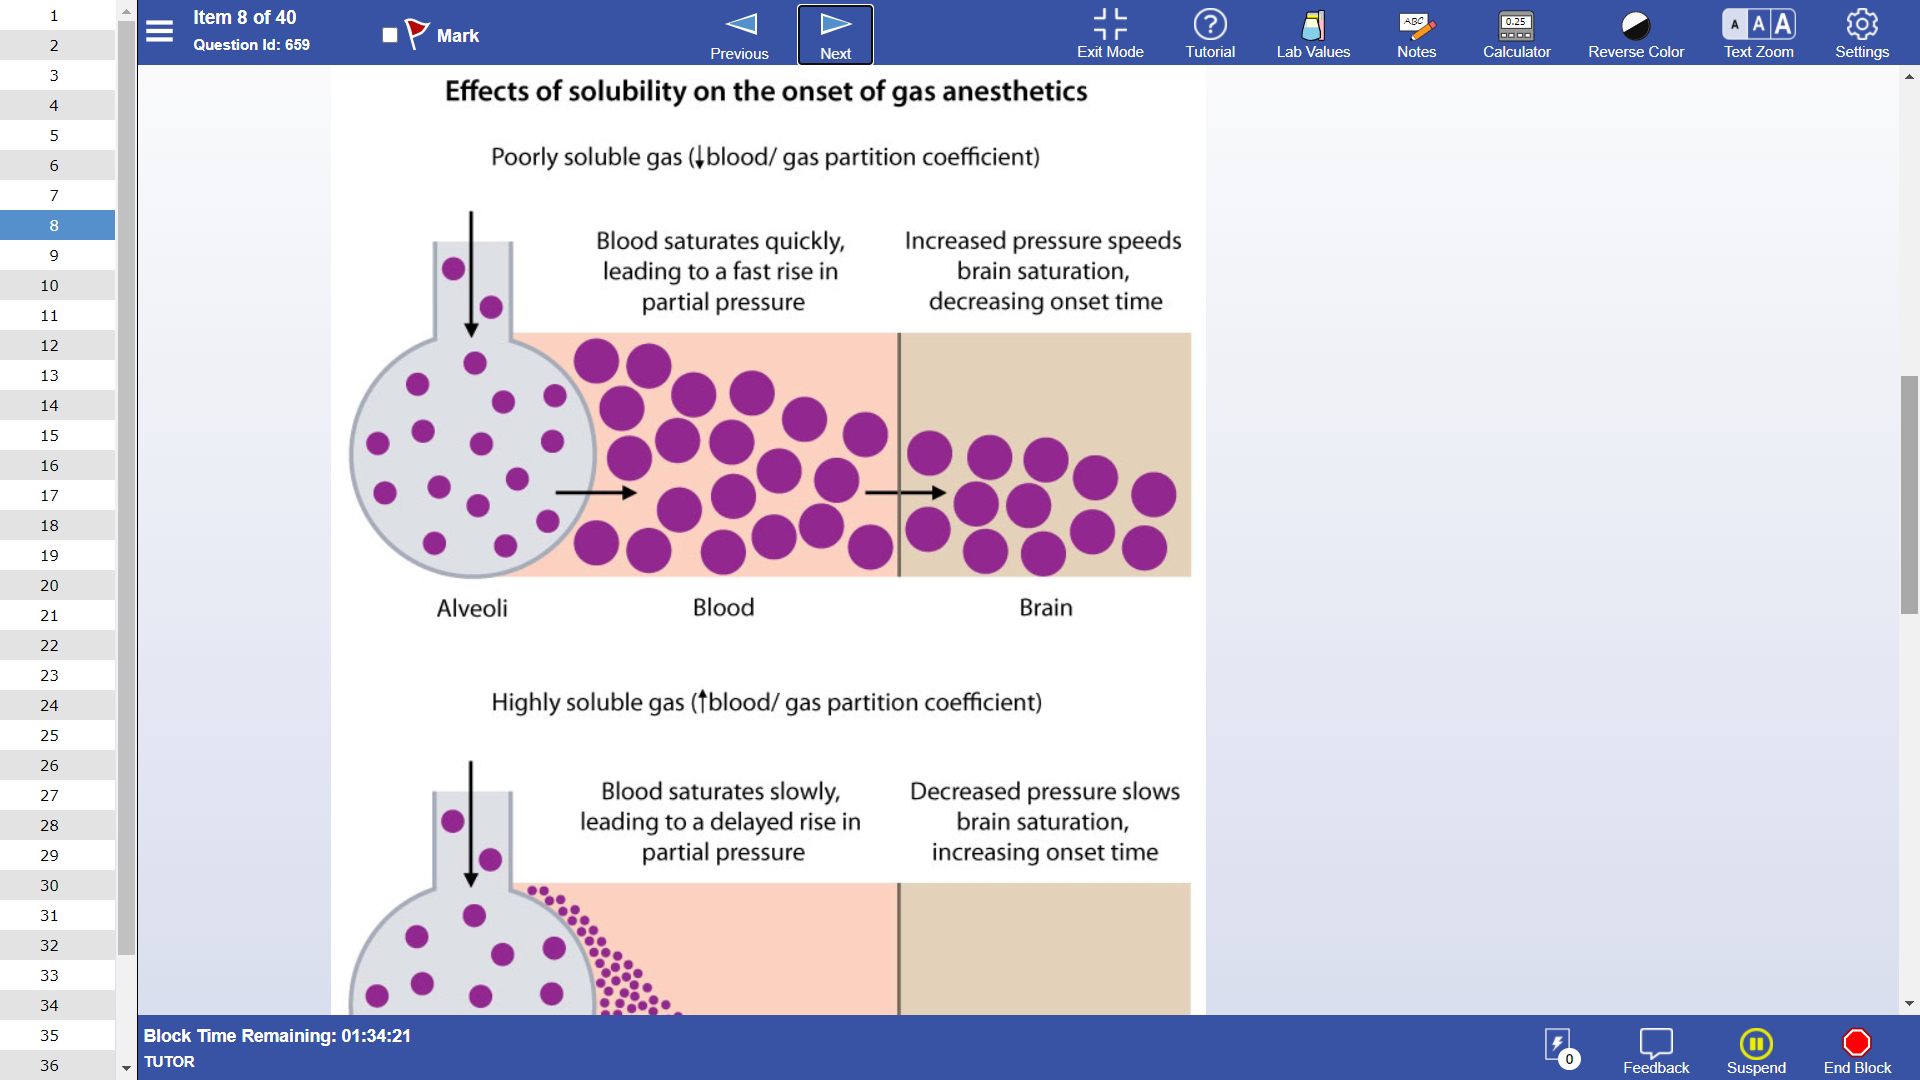 1
2
3
4
5
6
7
8
9
10
11
12
13
14
15
16
17
18
19
20
21
22
23
24
25
26
27
28
29
30
31
32
33
34
35
36
Item 8 of 40
Question Id: 659
Mark
Previous
Next
Exit Mode
Tutorial
Lab Values
ABC
Notes
0.25
Calculator
Reverse Color
A A A
Text Zoom
Settings
Effects of solubility on the onset of gas anesthetics
Poorly soluble gas (↓blood/ gas partition coefficient)
Blood saturates quickly,
leading to a fast rise in
partial pressure
Increased pressure speeds
brain saturation,
decreasing onset time
Alveoli
Blood
Brain
Highly soluble gas (↑blood/ gas partition coefficient)
Blood saturates slowly,
leading to a delayed rise in
partial pressure
Decreased pressure slows
brain saturation,
increasing onset time
Block Time Remaining: 01:34:21
TUTOR
0
Feedback
Suspend
End Block